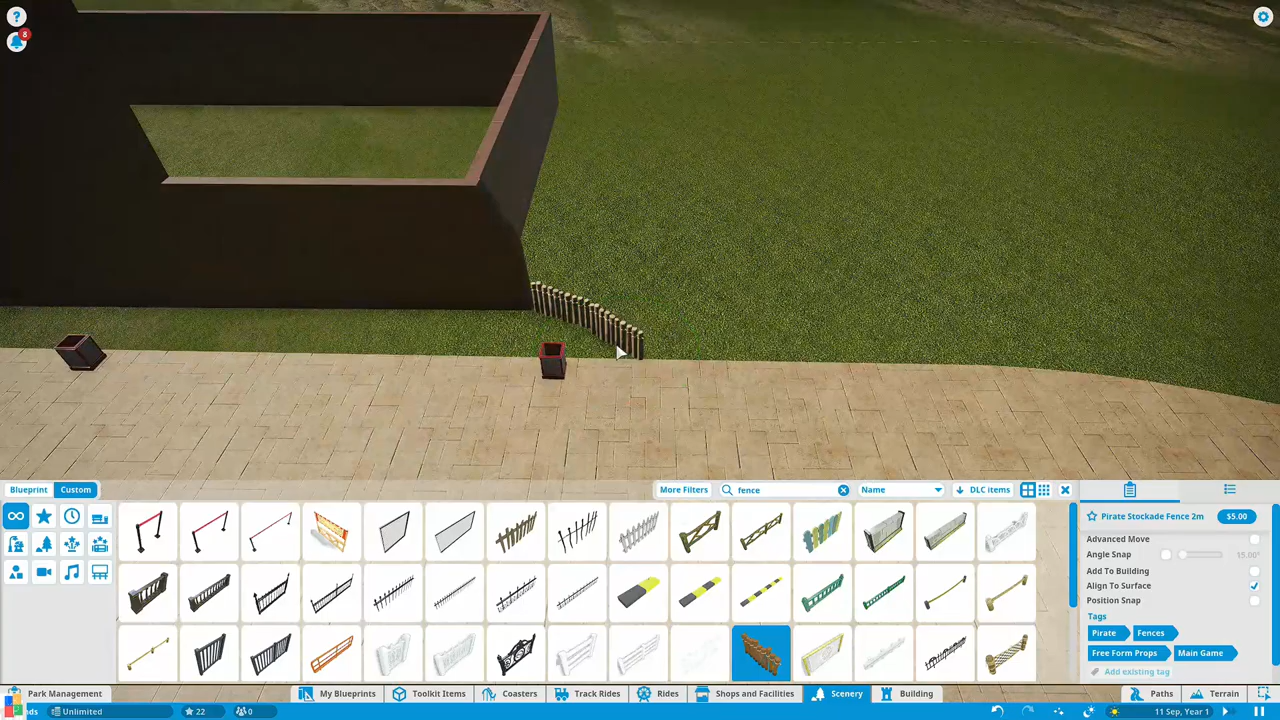 ?
8
Blueprint
Custom
More Filters
fence
Name
DLC items
Pirate Stockade Fence 2m
$5.00
Advanced Move
Angle Snap
15.00°
Add To Building
Align To Surface
Position Snap
Tags
Pirate
Fences
Free Form Props
Main Game
Add existing tag
Park Management
My Blueprints
Toolkit Items
Coasters
Track Rides
Rides
Shops and Facilities
Scenery
Building
Paths
Terrain
Unlimited
22
0
11 Sep, Year 1